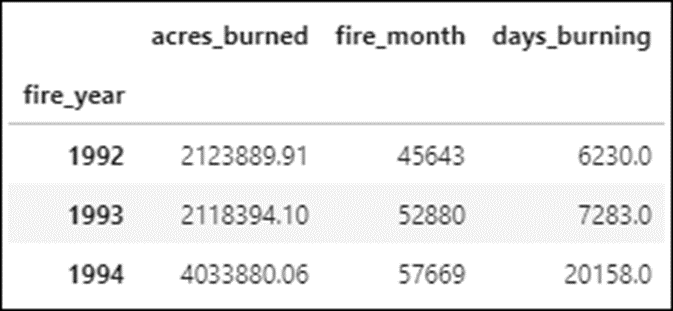 acres_burned fire_month days_burning
fire_year
1992 2123889.91 45643 6230.0
1993 2118394.10 52880 7283.0
1994 4033880.06 57669 20158.0